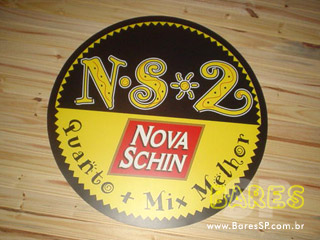 N·S*2
NOVA
SCHIN
Quanto + Mix Melhor
BARES
www.BaresSP.com.br